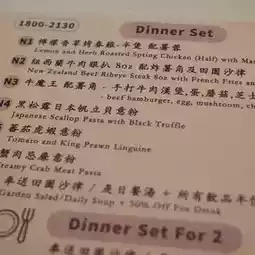 1800-2130
Dinner Set
N1 檸檬香草烤春雞-半隻 配薯蓉
Lemon and Herb Roasted Spring Chicken (Half) with Mas
N2 紐西蘭牛肉眼扒 8oz 配炸薯角及田園沙律
New Zealand Beef Ribeye Steak 8oz with French Fries and
N3 牛魔王 配薯角 - 手打牛肉漢堡,蛋,蘑菇,芝士
- beef hamburger, egg, mushroom, ch
N4 黑松露日本帆立貝意粉
Japanese Scallop Pasta with Black Truffle
蕃茄虎蝦意粉
Tomato and King Prawn Linguine
蟹肉忌廉意粉
Creamy Crab Meat Pasta
車送田園沙律 / 是日餐湯 + 所有飲品半價
Garden Salad/Daily Soup + 50% Off For Drink
Dinner Set For 2